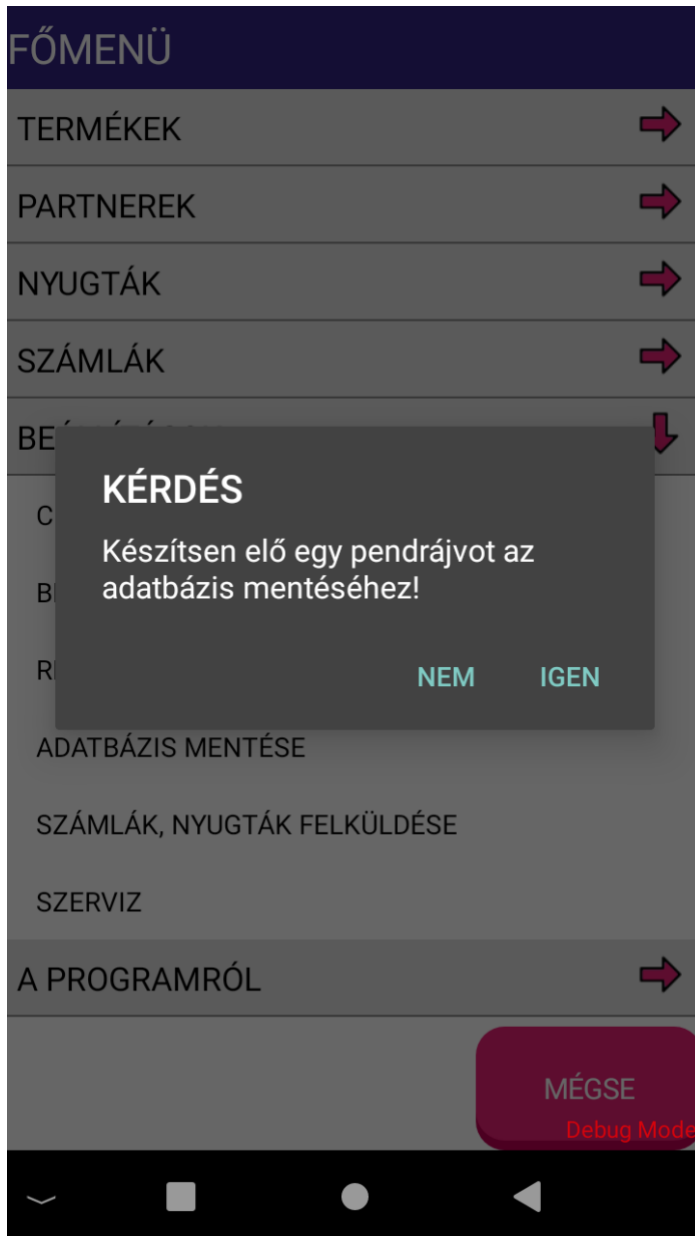 FŐMENÜ
TERMÉKEK
PARTNEREK
NYUGTÁK
SZÁMLÁK
KÉRDÉS
Készítsen elő egy pendrájvot az
adatbázis mentéséhez!
NEM IGEN
ADATBÁZIS MENTÉSE
SZÁMLÁK, NYUGTÁK FELKÜLDÉSE
SZERVIZ
A PROGRAMRÓL
MÉGSE
Debug Mode